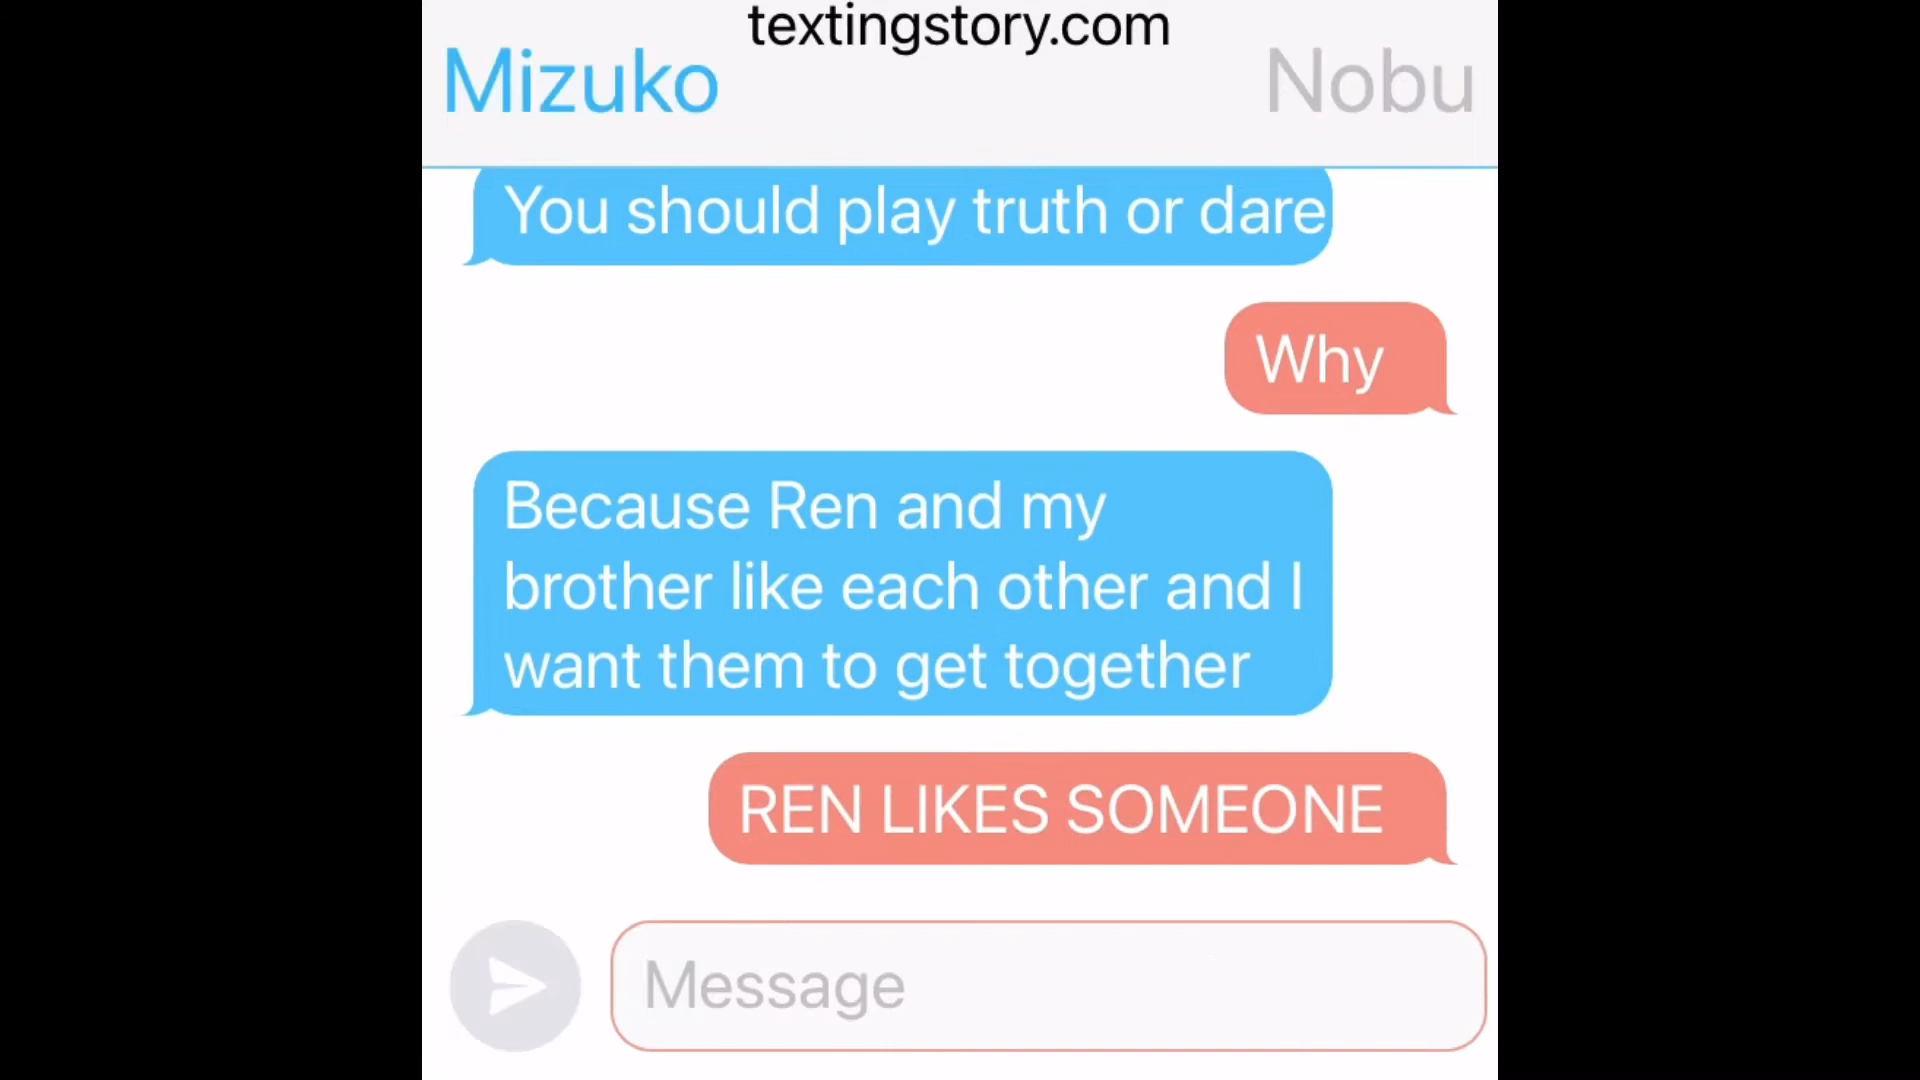 textingstory.com
Mizuko
Nobu
You should play truth or dare
Why
Because Ren and my
brother like each other and I
want them to get together
REN LIKES SOMEONE
Message